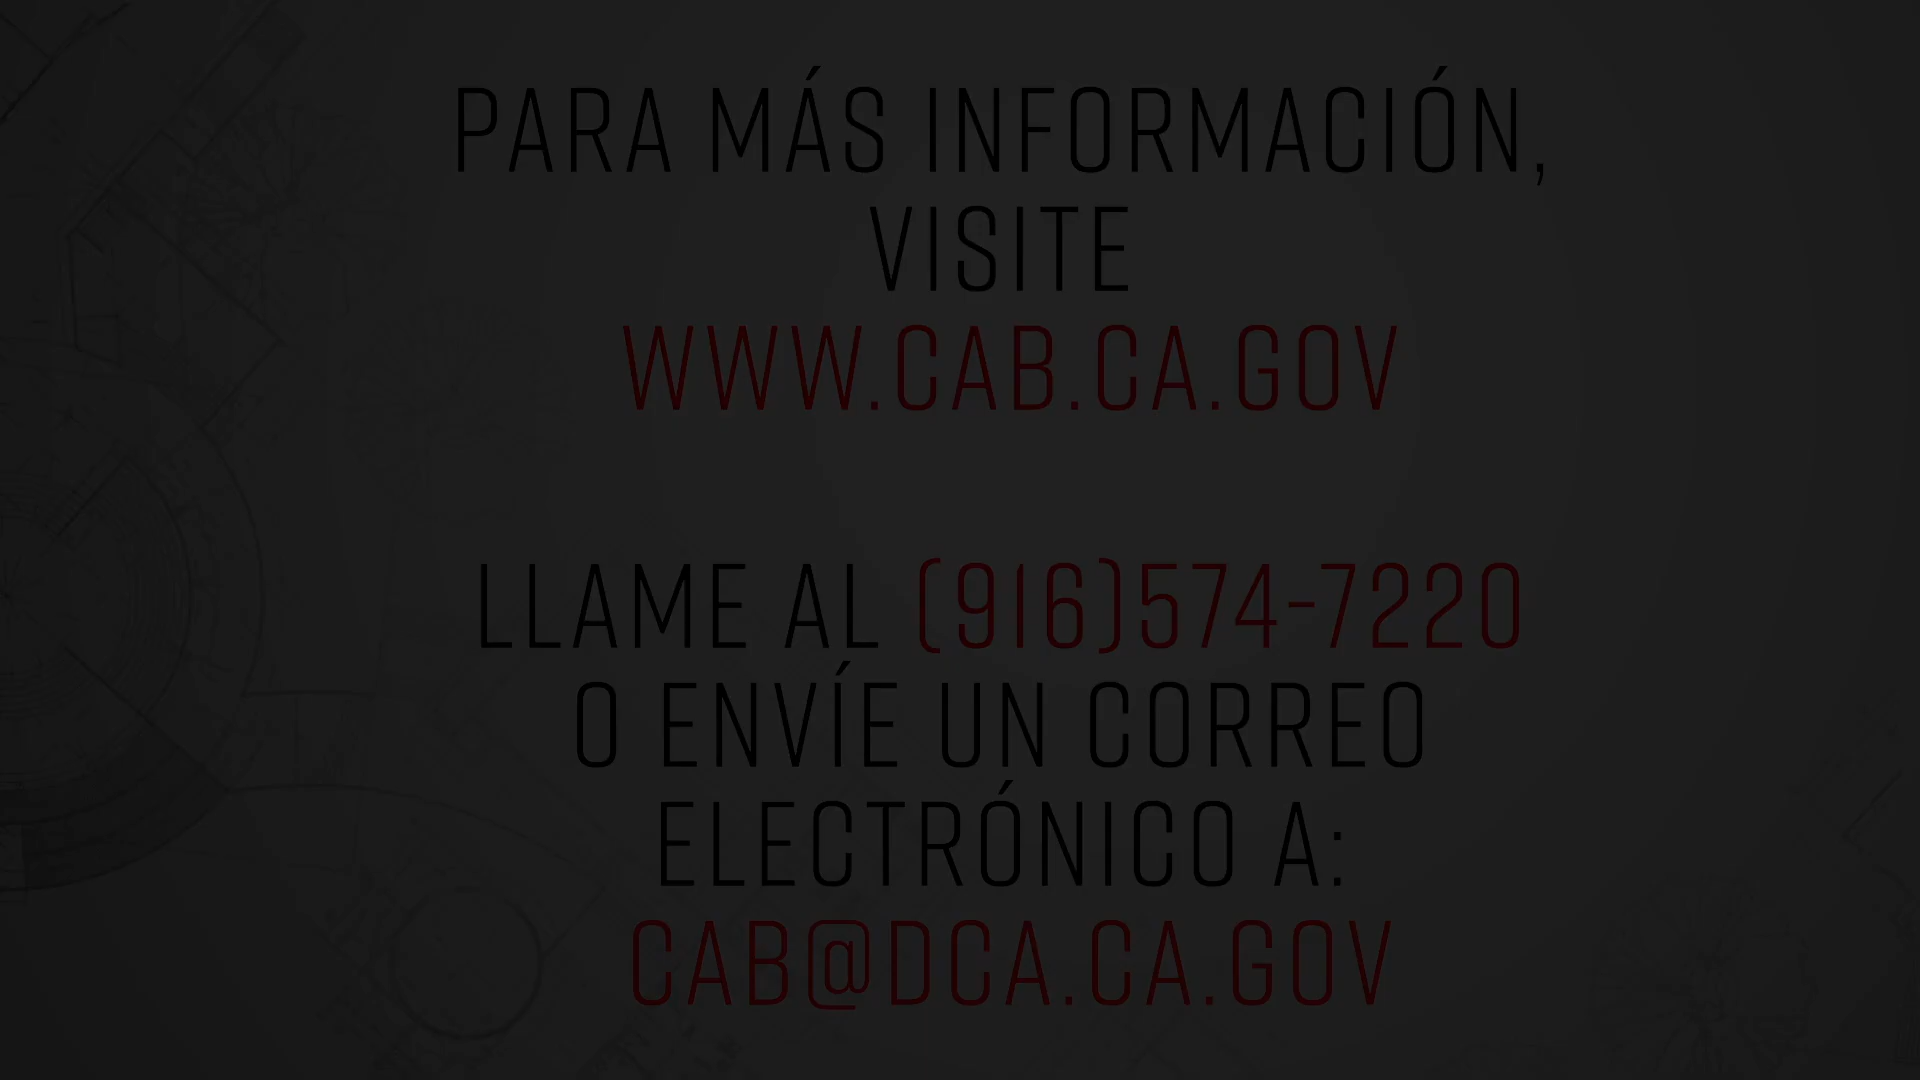 PARA MÁS INFORMACIÓN,
VISITE
WWW.CAB.CA.GOV
LLAME AL (916)574-7220
O ENVÍE UN CORREO
ELECTRÓNICO A:
CAB@DCA.CA.GOV